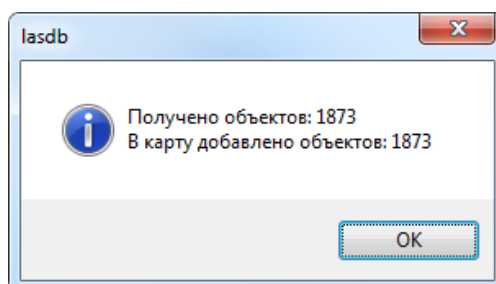 lasdb
Получено объектов: 1873
В карту добавлено объектов: 1873
OK